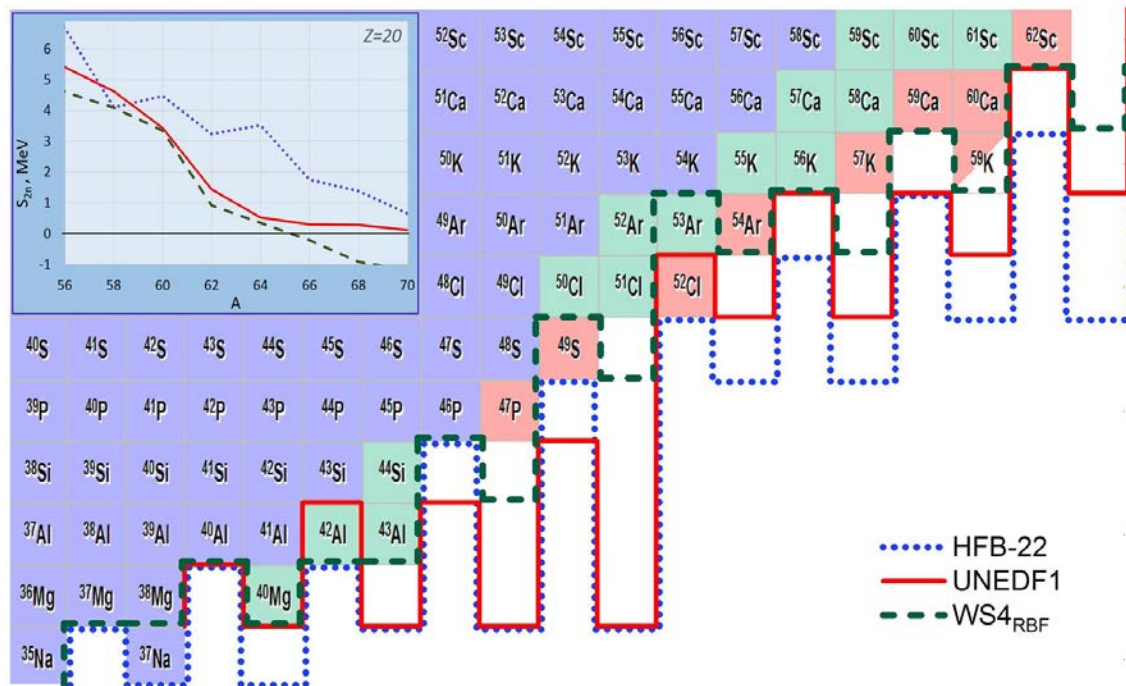 Z=20
6
5
4
3
2
1
0
-1
S2n, MeV
56 58 60 62 64 66 68 70
A
52Sc 53Sc 54Sc 55Sc 56Sc 57Sc 58Sc 59Sc 60Sc 61Sc 62Sc
51Ca 52Ca 53Ca 54Ca 55Ca 56Ca 57Ca 58Ca 59Ca 60Ca
50K 51K 52K 53K 54K 55K 56K 57K 59K
49Ar 50Ar 51Ar 52Ar 53Ar 54Ar
48Cl 49Cl 50Cl 51Cl 52Cl
40S 41S 42S 43S 44S 45S 46S 47S 48S 49S
39P 40P 41P 42P 43P 44P 45P 46P 47P
38Si 39Si 40Si 41Si 42Si 43Si 44Si
37Al 38Al 39Al 40Al 41Al 42Al 43Al
36Mg 37Mg 38Mg 40Mg
35Na 37Na
HFB-22
UNEDF1
WS4RBF